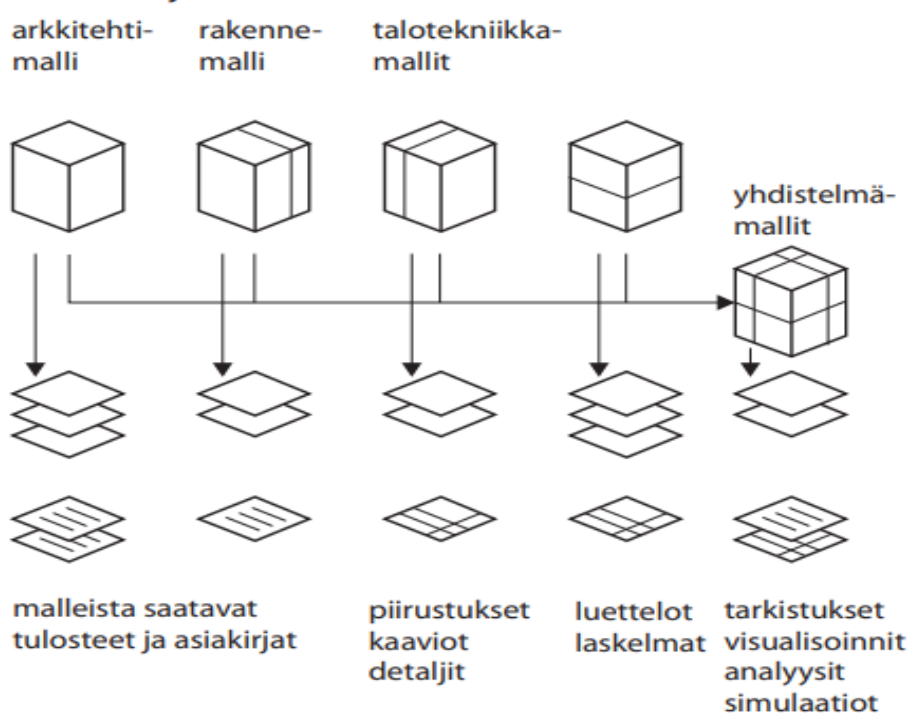 arkkitehti-
malli
rakenne-
malli
talotekniikka-
mallit
yhdistelmä-
mallit
malleista saatavat
tulosteet ja asiakirjat
piirustukset
kaaviot
detaljit
luettelot
laskelmat
tarkistukset
visualisoinnit
analyysit
simulaatiot